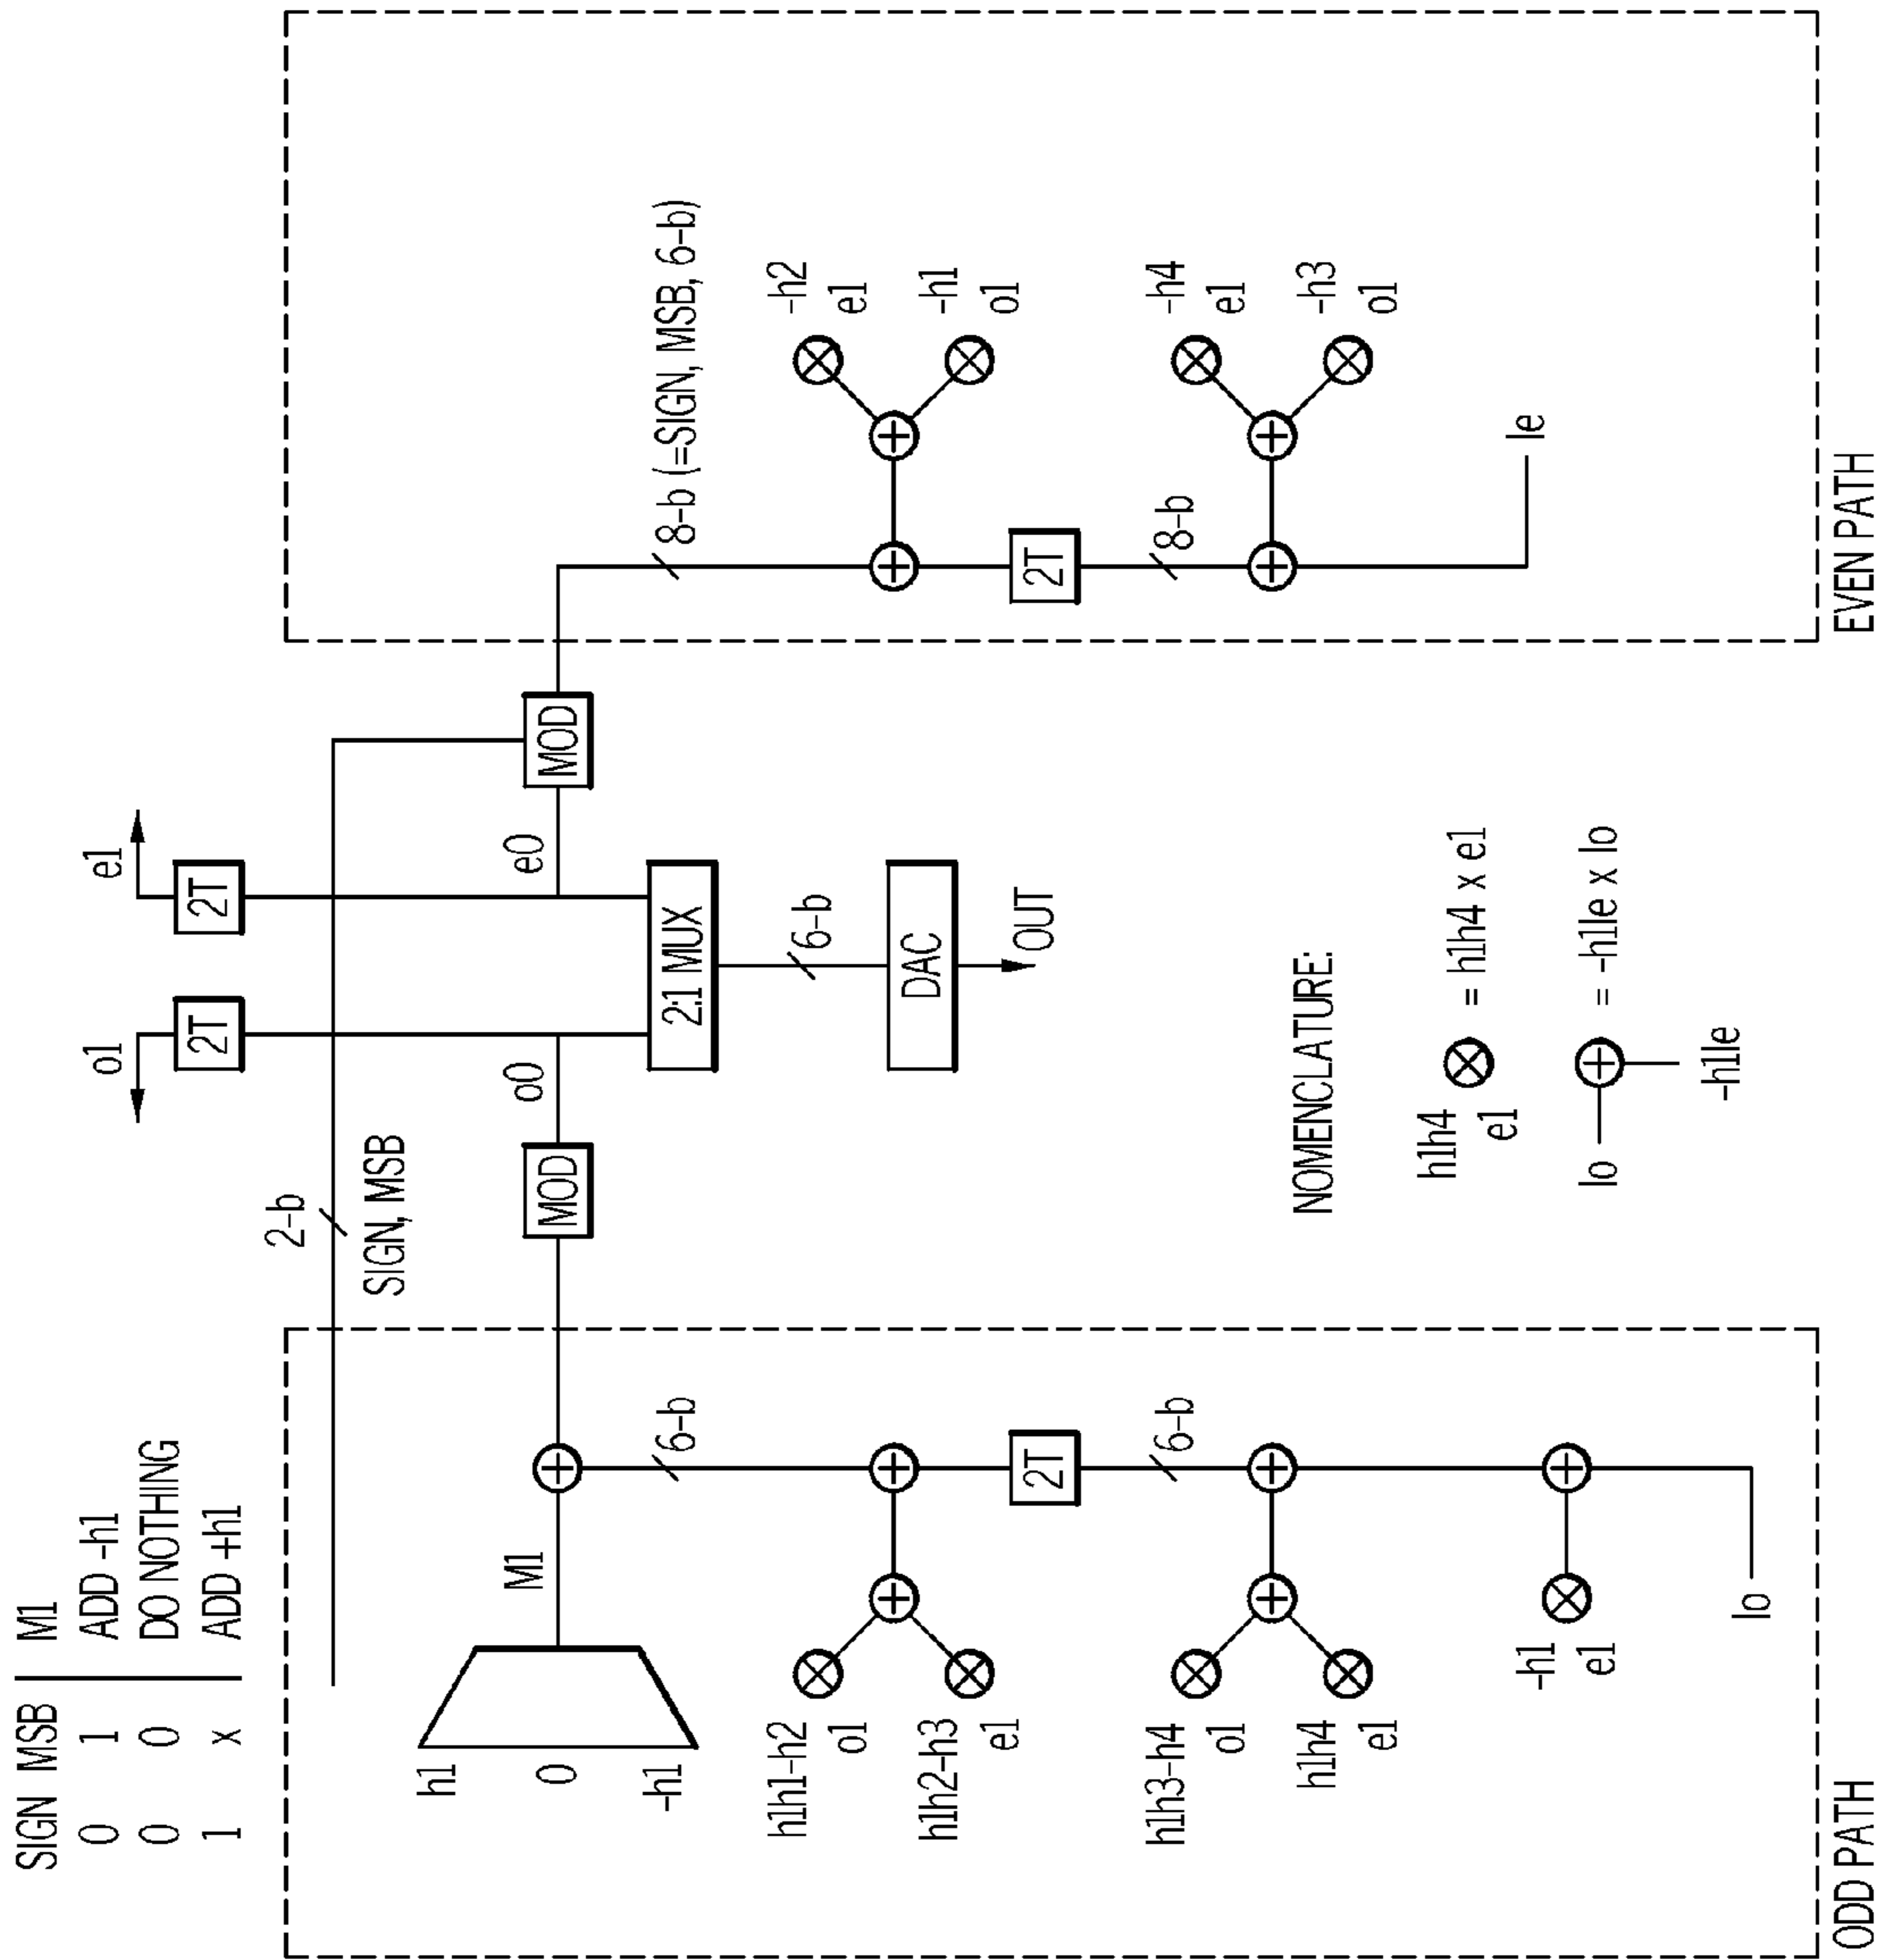 SIGN MSB M1
0 1 ADD -h1
0 0 DO NOTHING
1 x ADD +h1
o1
e1
2T
2T
2-b
SIGN, MSB
h1
0
-h1
M1
MOD
o0
e0
MOD
6-b
2:1 MUX
8-b (=SIGN, MSB, 6-b)
h1h1-h2
o1
h1h2-h3
e1
6-b
DAC
OUT
-h2
e1
-h1
o1
2T
6-b
2T
8-b
h1h3-h4
o1
h1h4
e1
-h4
e1
-h3
o1
NOMENCLATURE:
h1h4
e1
= h1h4 x e1
Io
= -h1Ie x Io
-h1Ie
-h1
e1
Ie
Io
ODD PATH
EVEN PATH